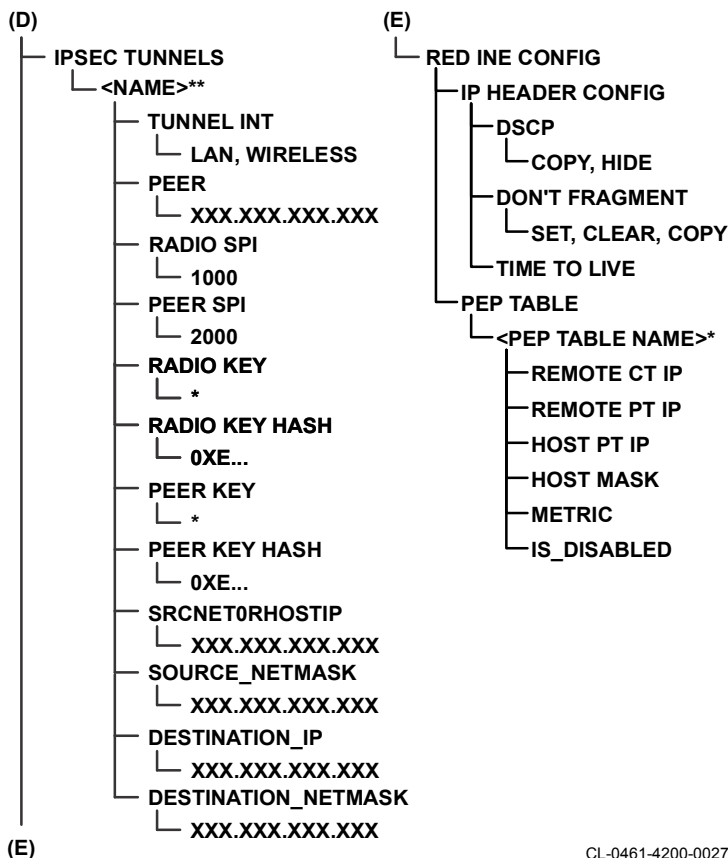 (D)
IPSEC TUNNELS
<NAME>**
TUNNEL INT
LAN, WIRELESS
PEER
XXX.XXX.XXX.XXX
RADIO SPI
1000
PEER SPI
2000
RADIO KEY
*
RADIO KEY HASH
0XE...
PEER KEY
*
PEER KEY HASH
0XE...
SRCNET0RHOSTIP
XXX.XXX.XXX.XXX
SOURCE_NETMASK
XXX.XXX.XXX.XXX
DESTINATION_IP
XXX.XXX.XXX.XXX
DESTINATION_NETMASK
XXX.XXX.XXX.XXX
(E)
(E)
RED INE CONFIG
IP HEADER CONFIG
DSCP
COPY, HIDE
DON'T FRAGMENT
SET, CLEAR, COPY
TIME TO LIVE
PEP TABLE
<PEP TABLE NAME>*
REMOTE CT IP
REMOTE PT IP
HOST PT IP
HOST MASK
METRIC
IS_DISABLED
CL-0461-4200-0027